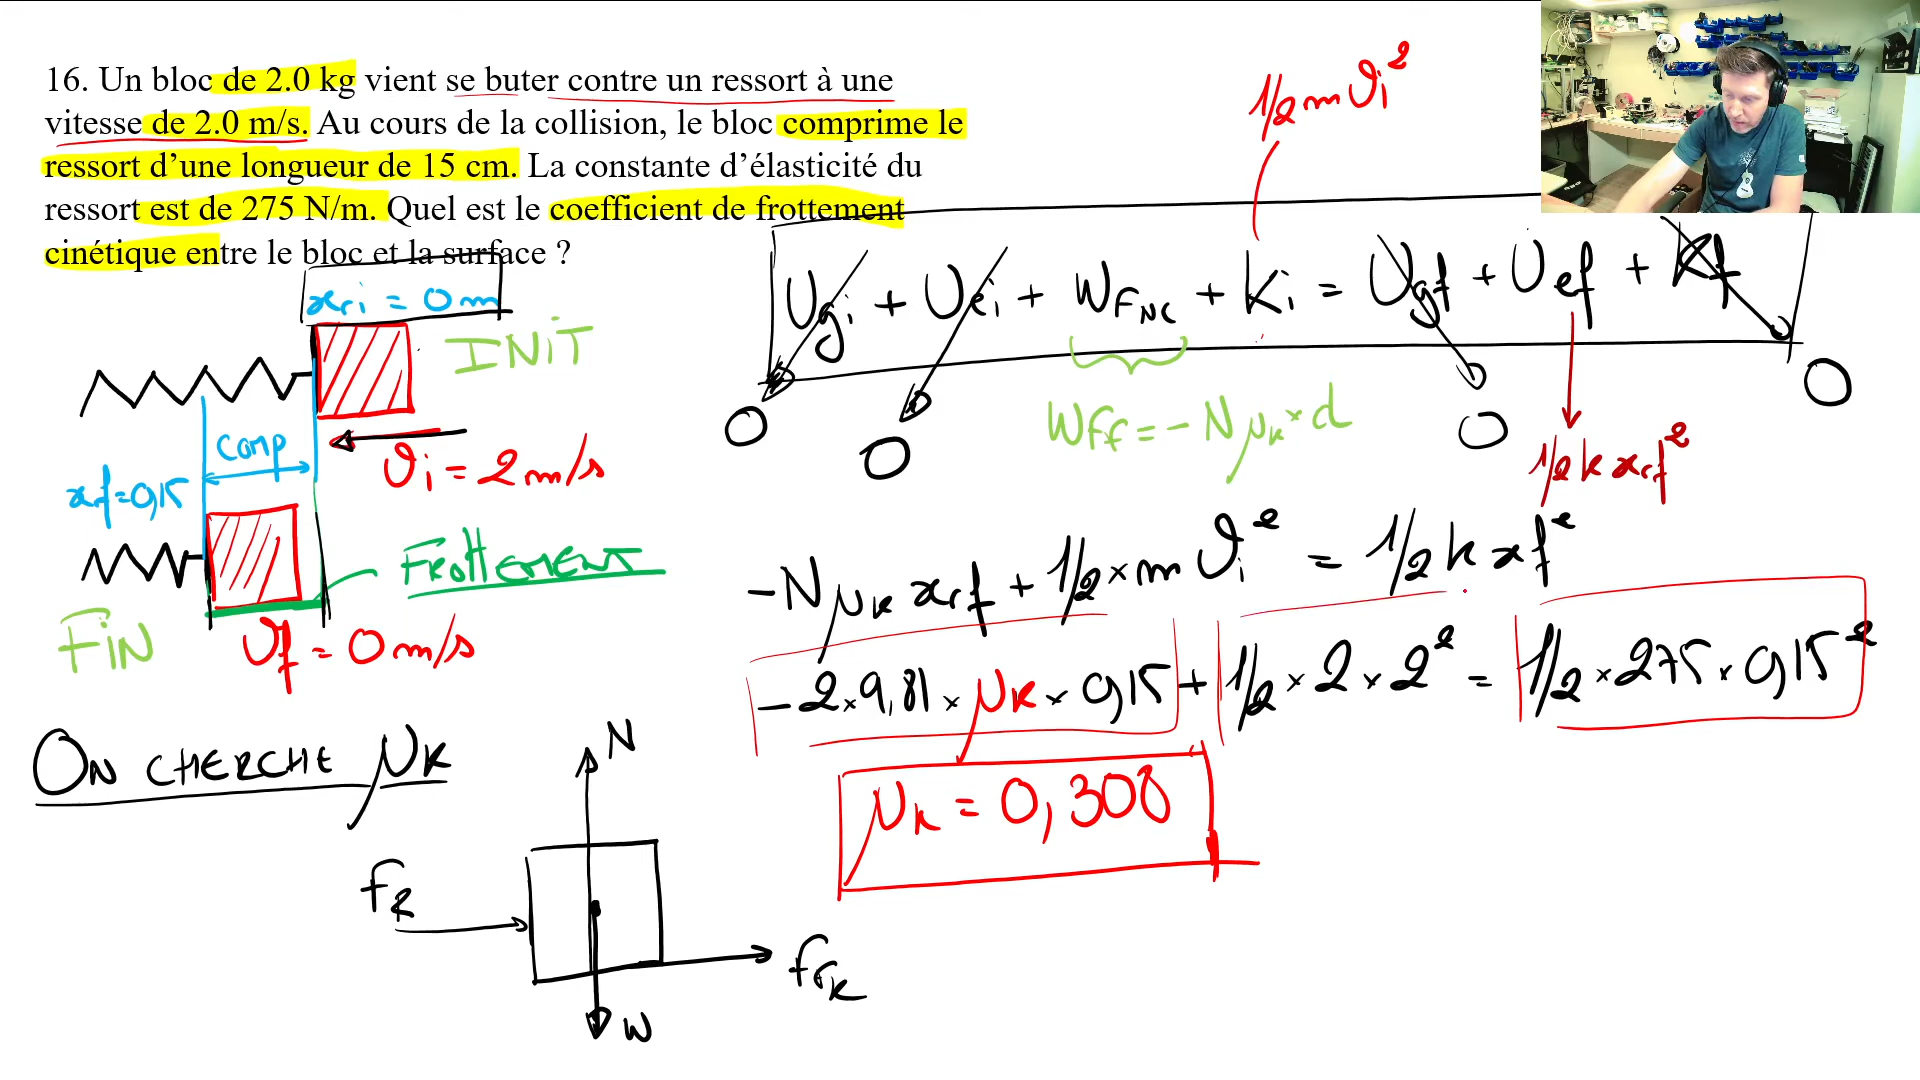 16. Un bloc de 2.0 kg vient se buter contre un ressort à une
vitesse de 2.0 m/s. Au cours de la collision, le bloc comprime le
ressort d'une longueur de 15 cm. La constante d'élasticité du
ressort est de 275 N/m. Quel est le coefficient de frottement
cinétique entre le bloc et la surface ?
1/2 m vi²
xri = 0m
INIT
Ugi + Uei + WFNC + Ki = Ugf + Uef + Kf
0
0
0
0
WFf = - N μk × d
1/2 k xrf²
comp
vi = 2 m/s
xf=0,15
FROTTEMENT
FIN
vf = 0 m/s
-N μk xrf + 1/2 × m vi² = 1/2 k xf²
- 2 × 9,81 × μk × 0,15 + 1/2 × 2 × 2² = 1/2 × 275 × 0,15²
ON CHERCHE μk
μk = 0,308
N
FR
Ffk
W